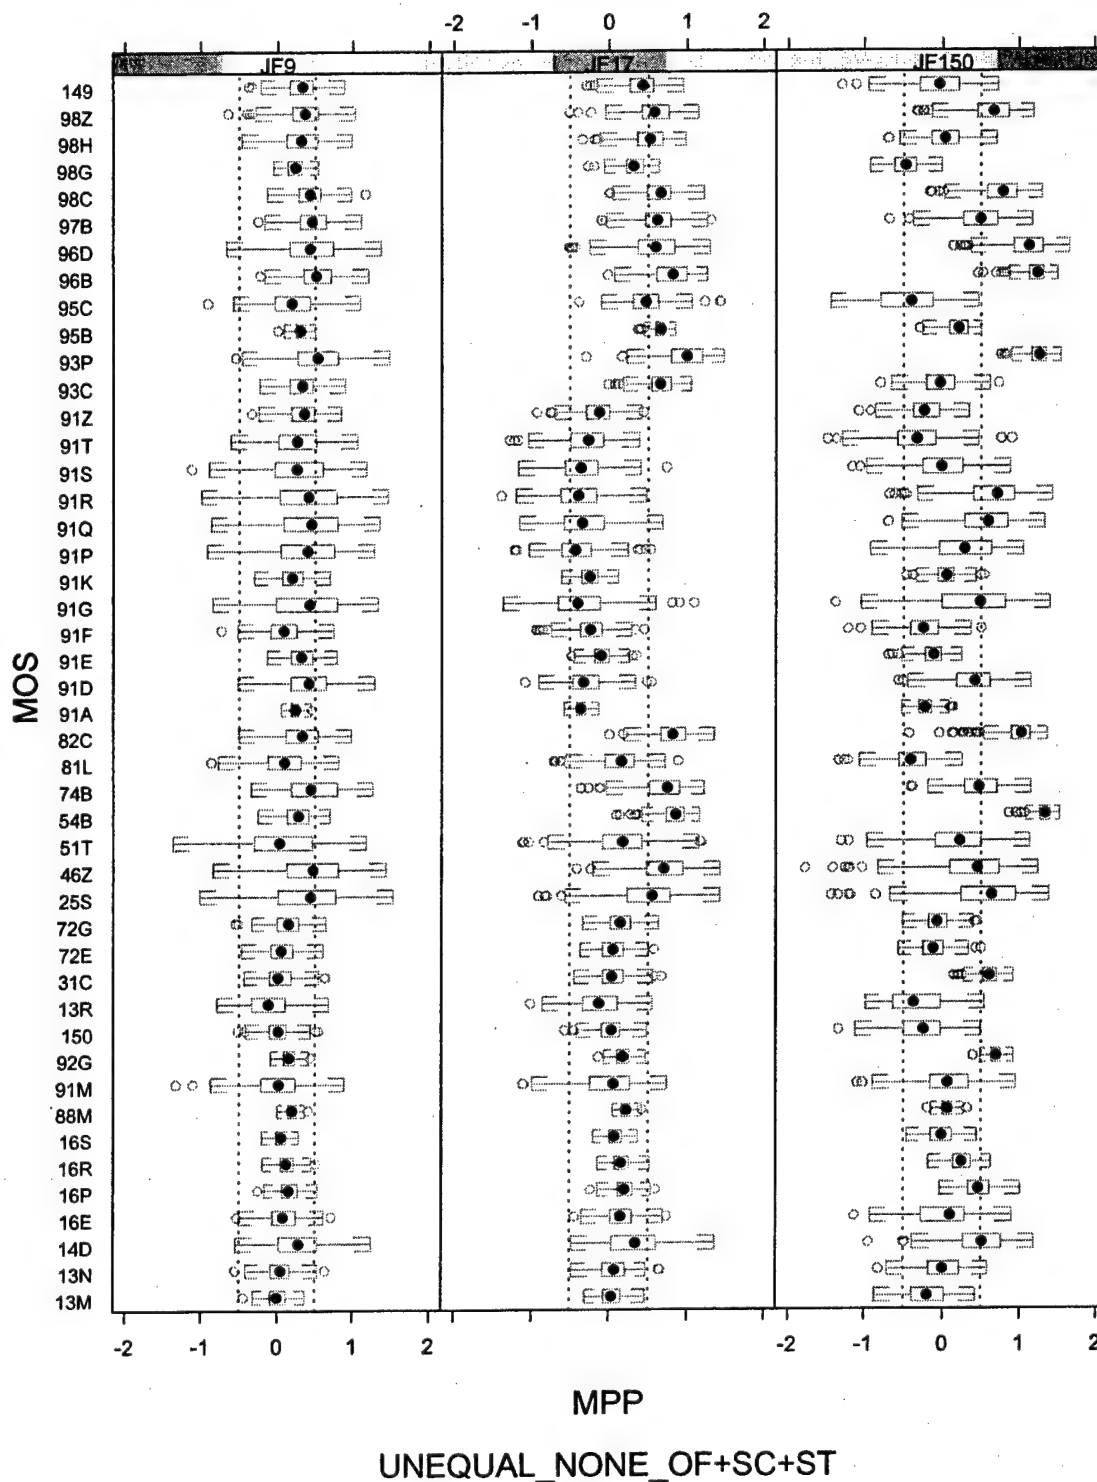 -2 -1 0 1 2
JF9 JF17 JF150
149
98Z
98H
98G
98C
97B
96D
96B
95C
95B
93P
93C
91Z
91T
91S
91R
91Q
91P
91K
91G
91F
91E
91D
91A
82C
81L
74B
54B
51T
46Z
25S
72G
72E
31C
13R
150
92G
91M
88M
16S
16R
16P
16E
14D
13N
13M
MOS
-2 -1 0 1 2 -2 -1 0 1 2
MPP
UNEQUAL_NONE_OF+SC+ST